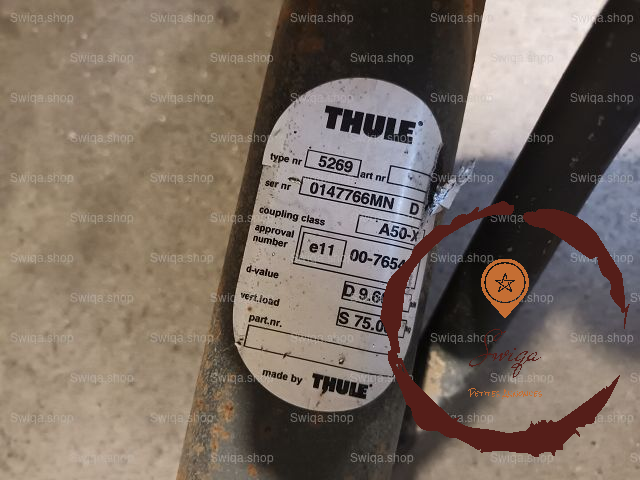 THULE
type nr 5269 art nr
ser nr 0147766MN D
coupling class A50-X
approval number e11 00-7654
d-value D 9.6
vert.load S 75.0
part.nr.
made by THULE
Swiqa
Swiqa.shop